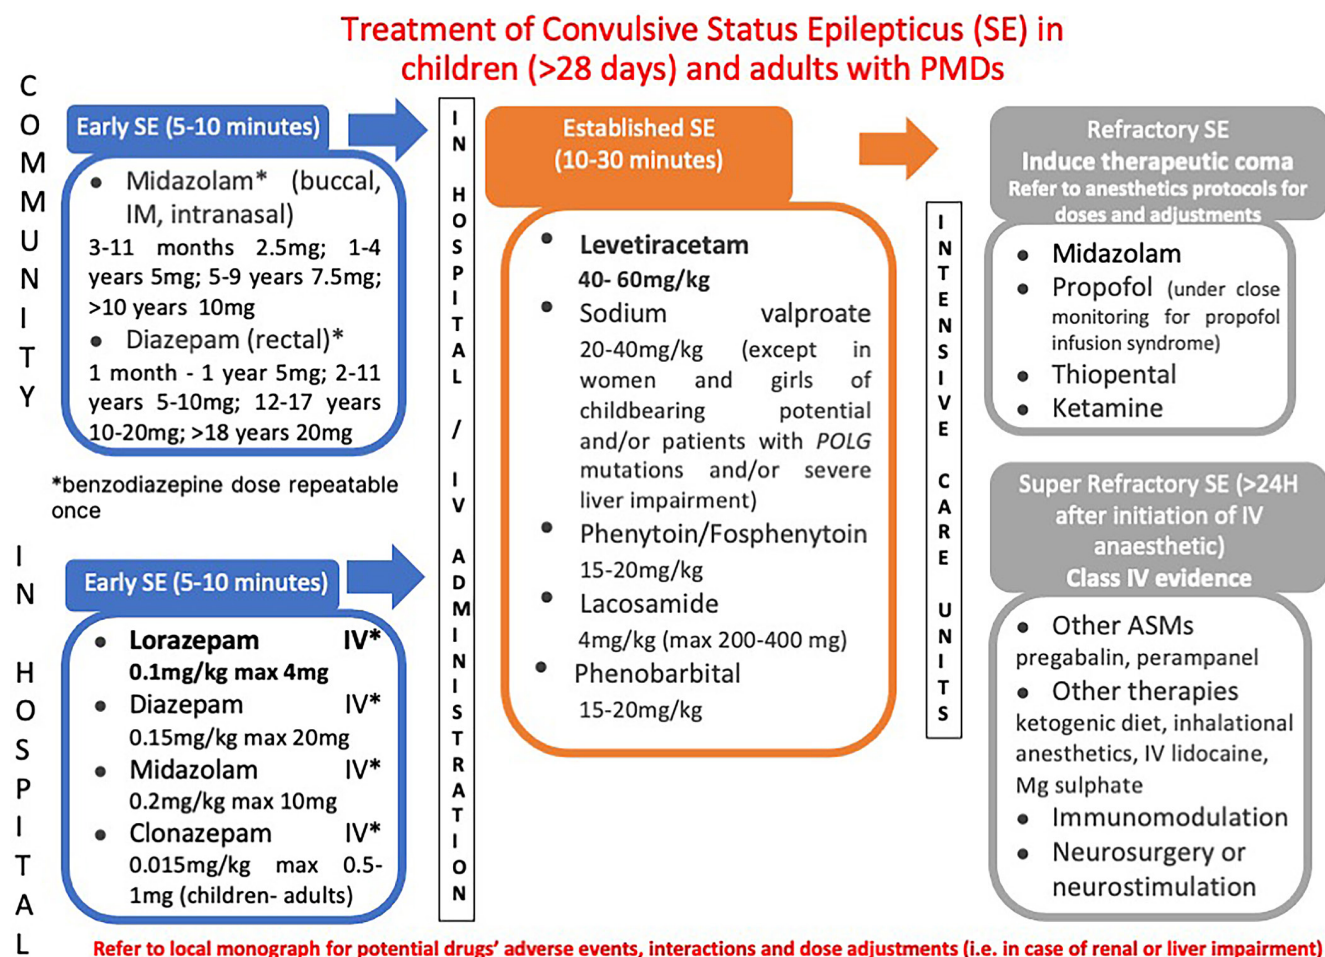 Treatment of Convulsive Status Epilepticus (SE) in
children (>28 days) and adults with PMDs
COMMUNITY
Early SE (5-10 minutes)
• Midazolam* (buccal,
IM, intranasal)
3-11 months 2.5mg; 1-4
years 5mg; 5-9 years 7.5mg;
>10 years 10mg
• Diazepam (rectal)*
1 month - 1 year 5mg; 2-11
years 5-10mg; 12-17 years
10-20mg; >18 years 20mg
*benzodiazepine dose repeatable
once
IN HOSPITAL
Early SE (5-10 minutes)
• Lorazepam IV*
0.1mg/kg max 4mg
• Diazepam IV*
0.15mg/kg max 20mg
• Midazolam IV*
0.2mg/kg max 10mg
• Clonazepam IV*
0.015mg/kg max 0.5-
1mg (children- adults)
IN HOSPITAL / IV ADMINISTRATION
Established SE
(10-30 minutes)
• Levetiracetam
40- 60mg/kg
• Sodium valproate
20-40mg/kg (except in
women and girls of
childbearing potential
and/or patients with POLG
mutations and/or severe
liver impairment)
• Phenytoin/Fosphenytoin
15-20mg/kg
• Lacosamide
4mg/kg (max 200-400 mg)
• Phenobarbital
15-20mg/kg
INTENSIVE CARE UNITS
Refractory SE
Induce therapeutic coma
Refer to anesthetics protocols for
doses and adjustments
• Midazolam
• Propofol (under close
monitoring for propofol
infusion syndrome)
• Thiopental
• Ketamine
Super Refractory SE (>24H
after initiation of IV
anaesthetic)
Class IV evidence
• Other ASMs
pregabalin, perampanel
• Other therapies
ketogenic diet, inhalational
anesthetics, IV lidocaine,
Mg sulphate
• Immunomodulation
• Neurosurgery or
neurostimulation
Refer to local monograph for potential drugs' adverse events, interactions and dose adjustments (i.e. in case of renal or liver impairment)